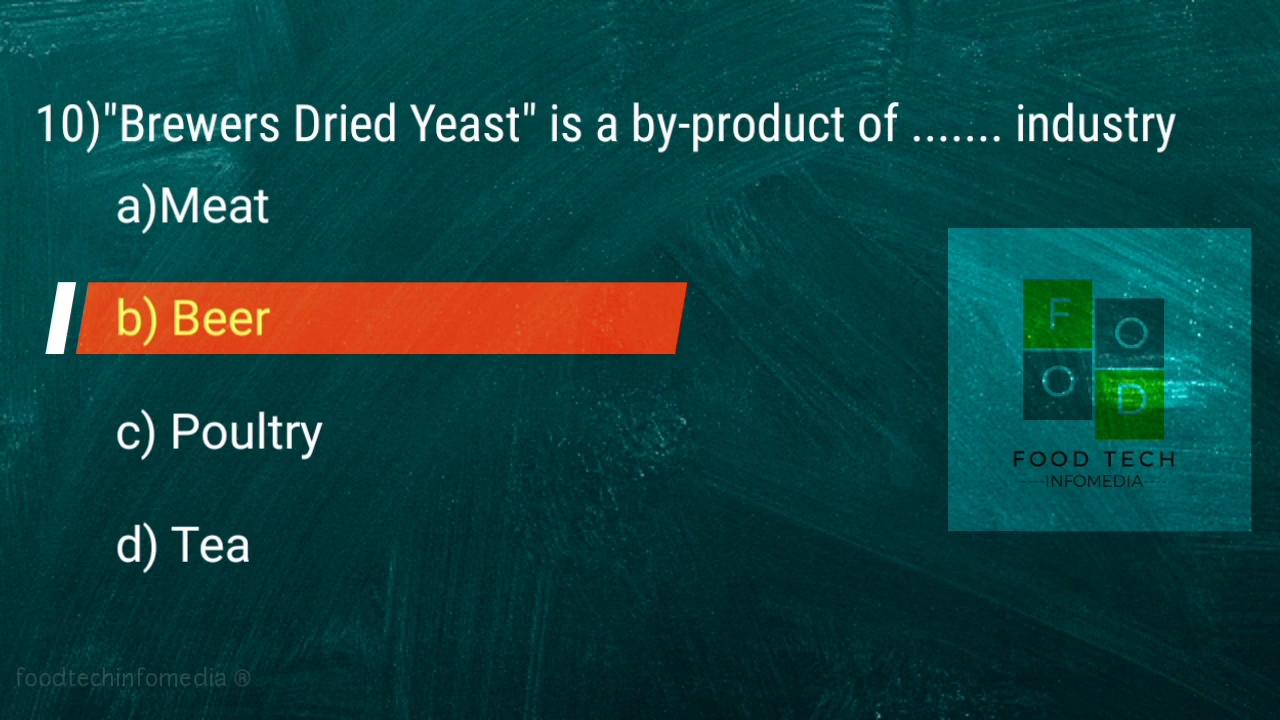 10)"Brewers Dried Yeast" is a by-product of ....... industry
a)Meat
b) Beer
c) Poultry
d) Tea
F O
O D
FOOD TECH
INFOMEDIA
foodtechinfomedia ®